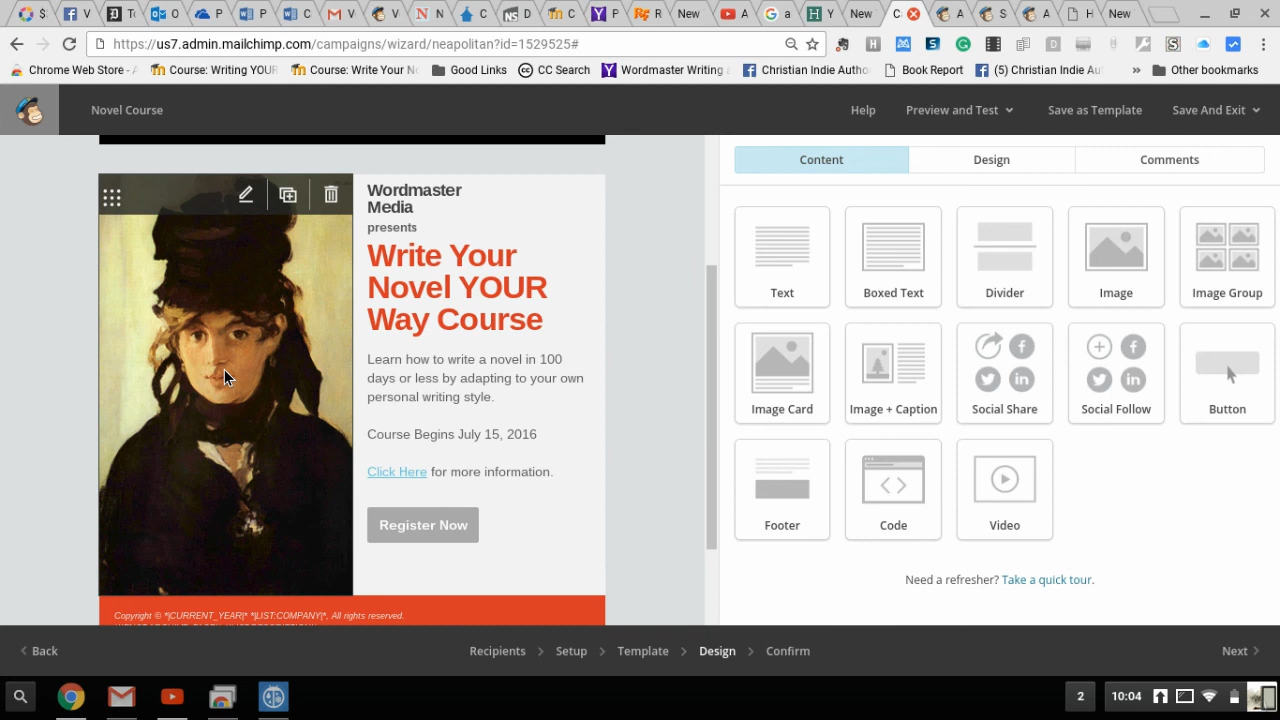 $:
V
T
O
P
P
C
V
V
N
C
D
C
P
R
New
A
a
Y
New
C
A
S
A
H
New
https://us7.admin.mailchimp.com/campaigns/wizard/neapolitan?id=1529525#
Chrome Web Store - Course: Writing YOUR Course: Write Your No Good Links CC Search Wordmaster Writing Christian Indie Autho Book Report (5) Christian Indie Au » Other bookmarks
Novel Course Help Preview and Test Save as Template Save And Exit
Content Design Comments
Wordmaster
Media
presents
Write Your
Novel YOUR
Way Course
Learn how to write a novel in 100
days or less by adapting to your own
personal writing style.
Course Begins July 15, 2016
Click Here for more information.
Register Now
Copyright © *|CURRENT_YEAR|* *|LIST:COMPANY|*, All rights reserved.
Text Boxed Text Divider Image Image Group
Image Card Image + Caption Social Share Social Follow Button
Footer Code Video
Need a refresher? Take a quick tour.
Back Recipients Setup Template Design Confirm Next
2 10:04